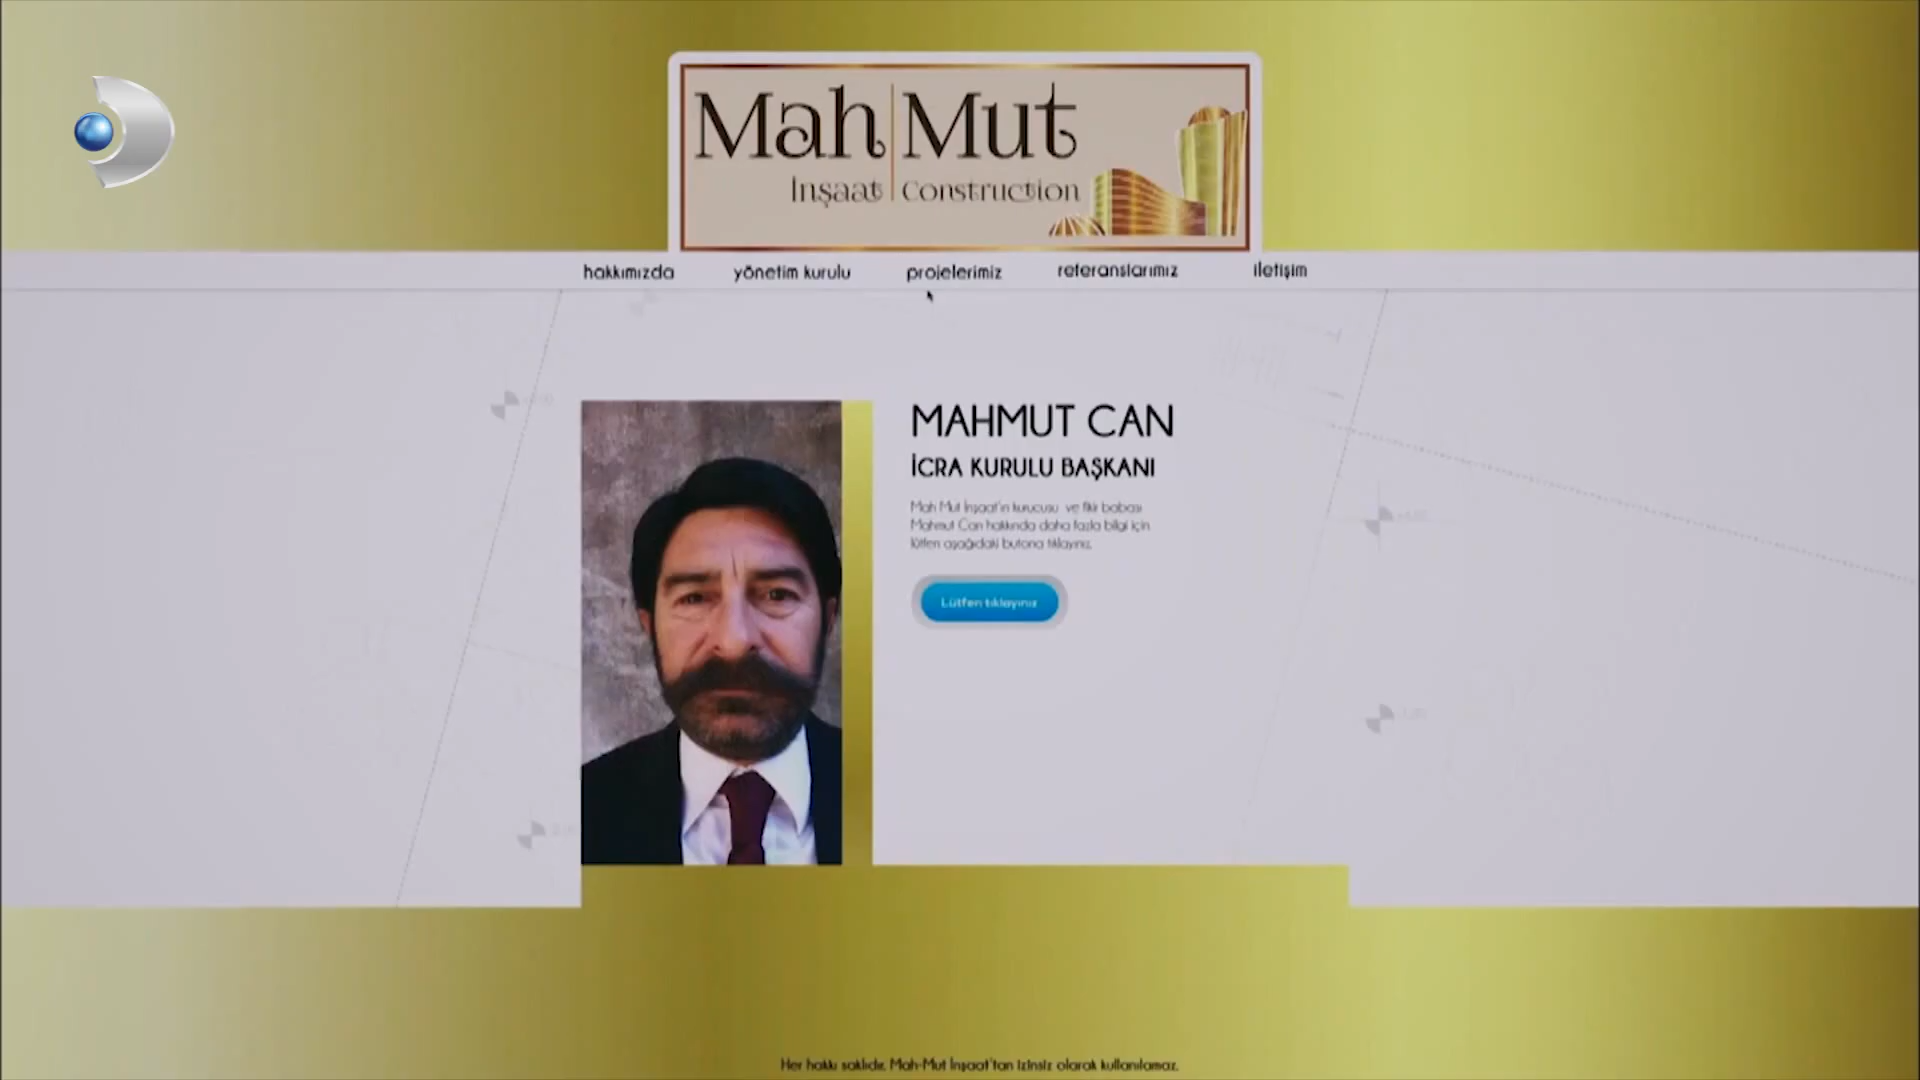 Mah Mut
İnşaat Construction
hakkımızda yönetim kurulu projelerimiz referanslarımız iletişim
MAHMUT CAN
İCRA KURULU BAŞKANI
Mah Mut İnşaat'ın kurucusu ve fikir babası
Mahmut Can hakkında daha fazla bilgi için
lütfen aşağıdaki butona tıklayınız.
Lütfen tıklayınız
Her hakkı saklıdır. Mah-Mut İnşaat'tan izinsiz olarak kullanılamaz.